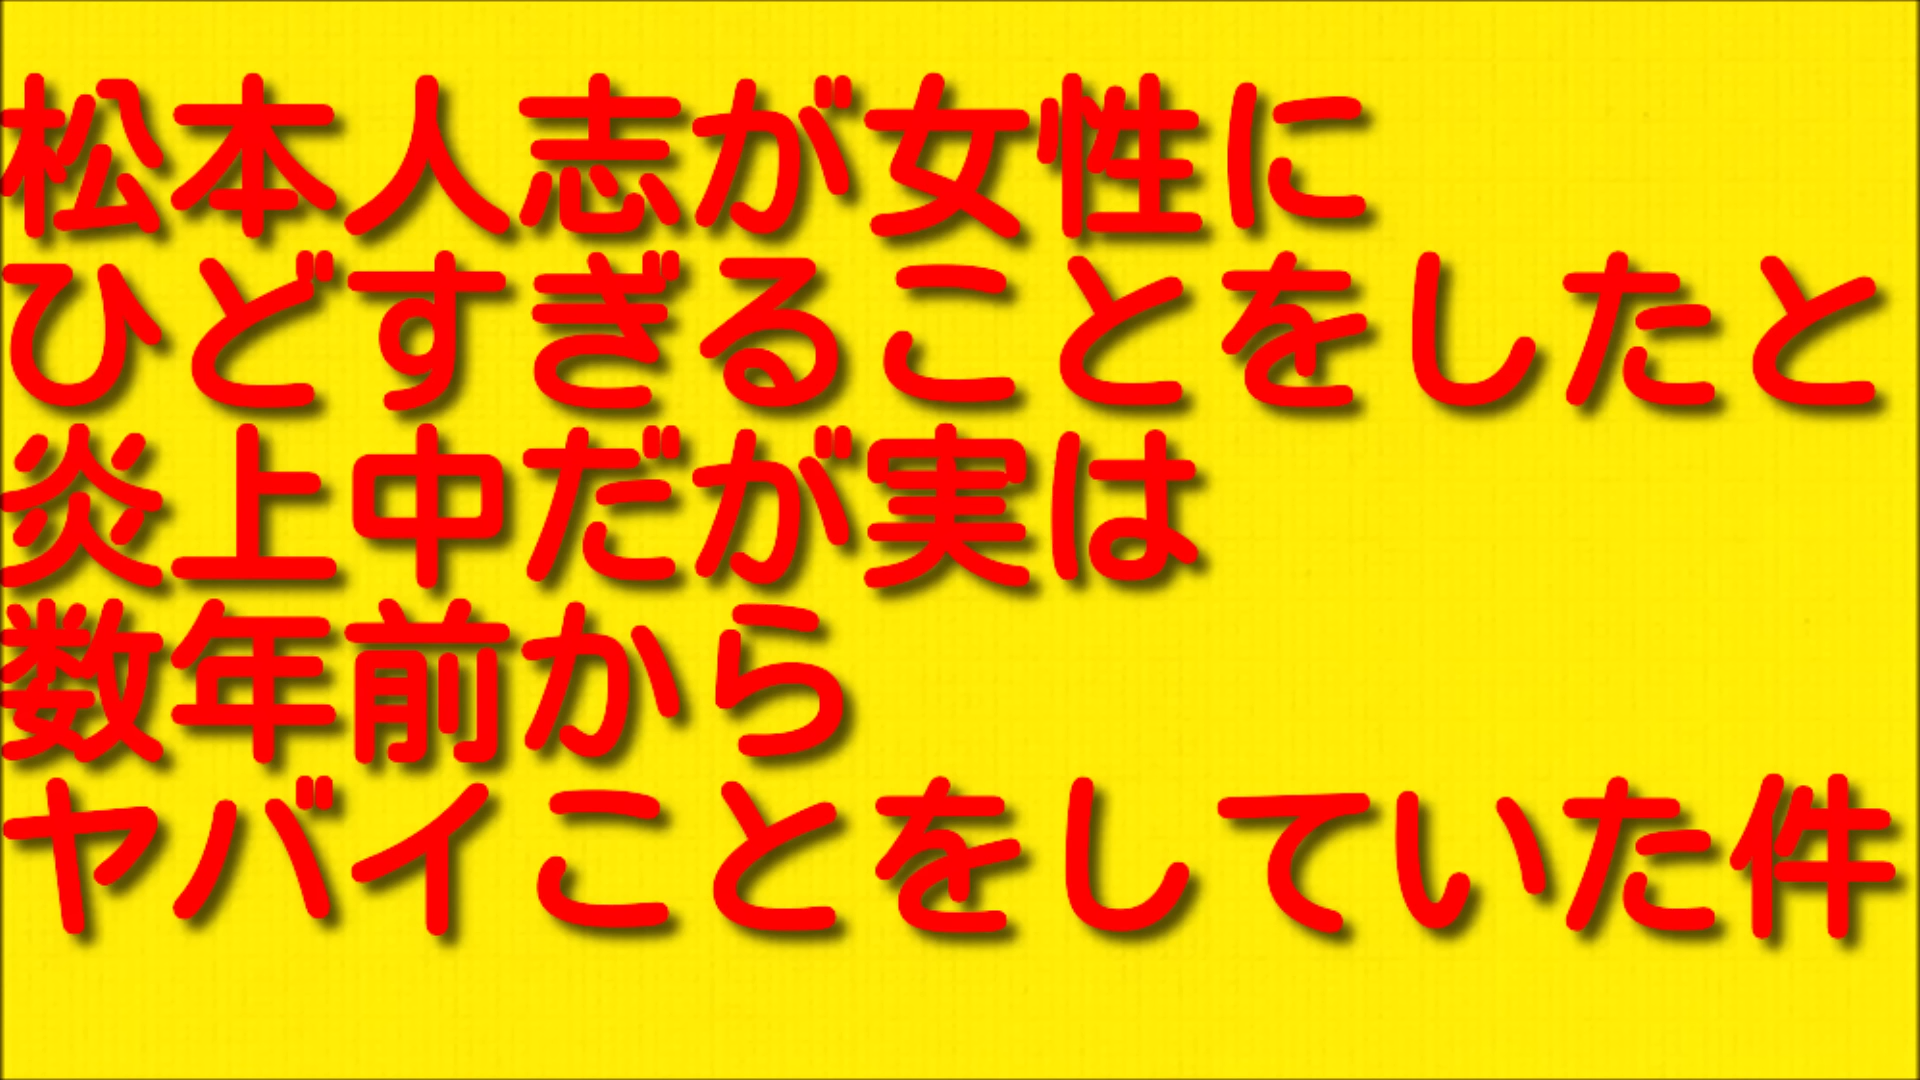 松本人志が女性に
ひどすぎることをしたと
炎上中だが実は
数年前から
ヤバイことをしていた件